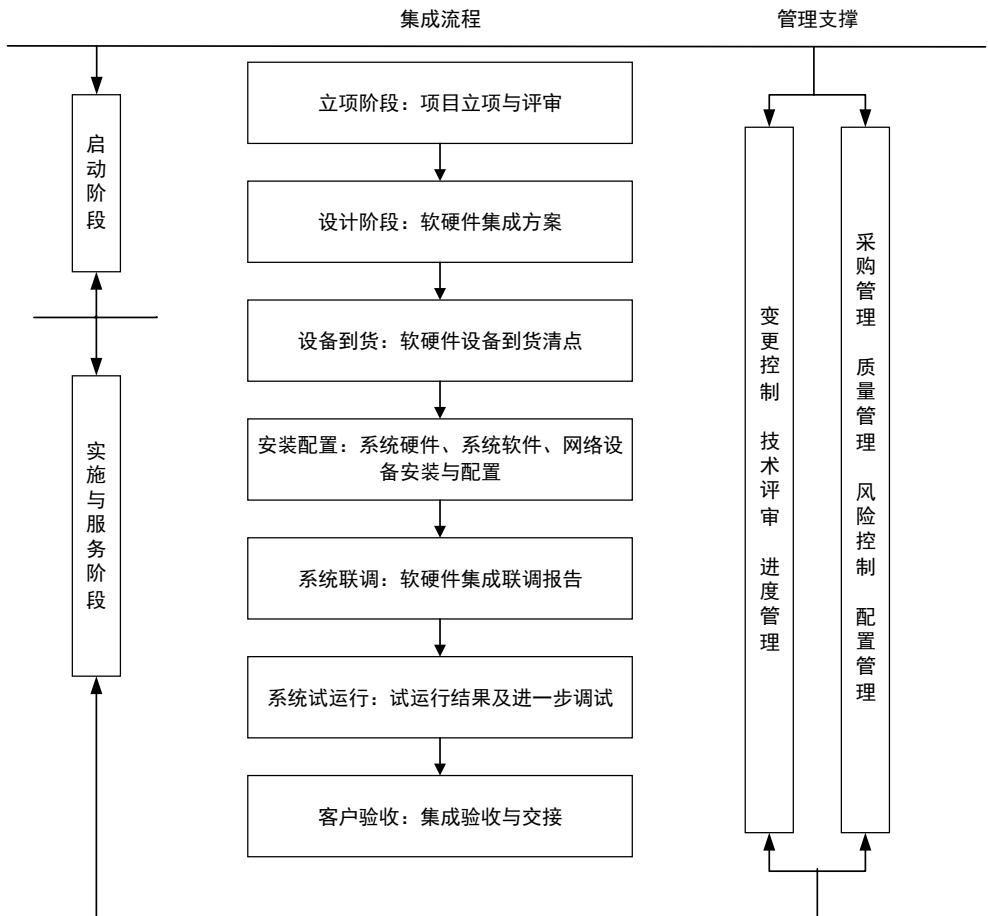 集成流程
管理支撑
启动阶段
实施与服务阶段
立项阶段：项目立项与评审
设计阶段：软硬件集成方案
设备到货：软硬件设备到货清点
安装配置：系统硬件、系统软件、网络设
备安装与配置
系统联调：软硬件集成联调报告
系统试运行：试运行结果及进一步调试
客户验收：集成验收与交接
变更控制 技术评审 进度管理
采购管理 质量管理 风险控制 配置管理